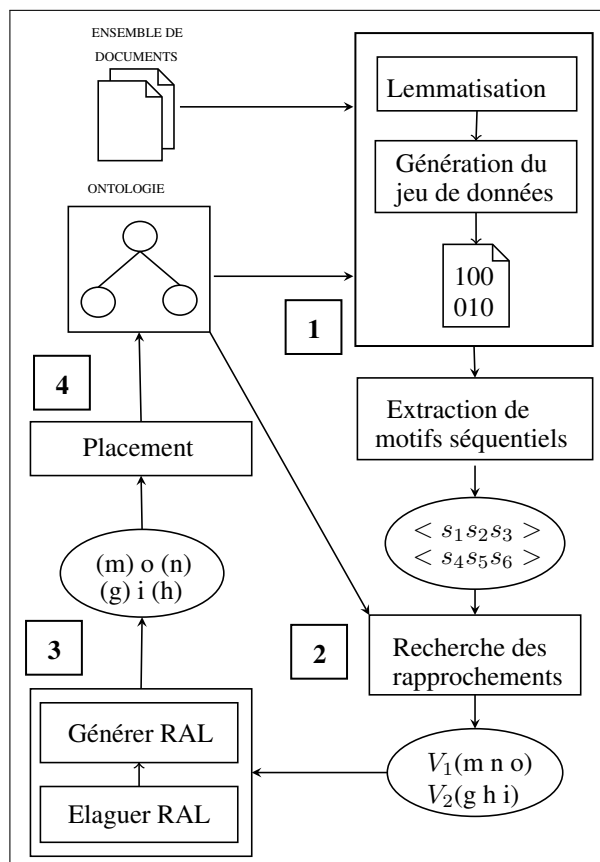 ENSEMBLE DE
DOCUMENTS
Lemmatisation
Génération du
jeu de données
100
010
ONTOLOGIE
1
Extraction de
motifs séquentiels
< s₁s₂s₃ >
< s₄s₅s₆ >
2
Recherche des
rapprochements
V₁(m n o)
V₂(g h i)
3
Générer RAL
Elaguer RAL
(m) o (n)
(g) i (h)
4
Placement